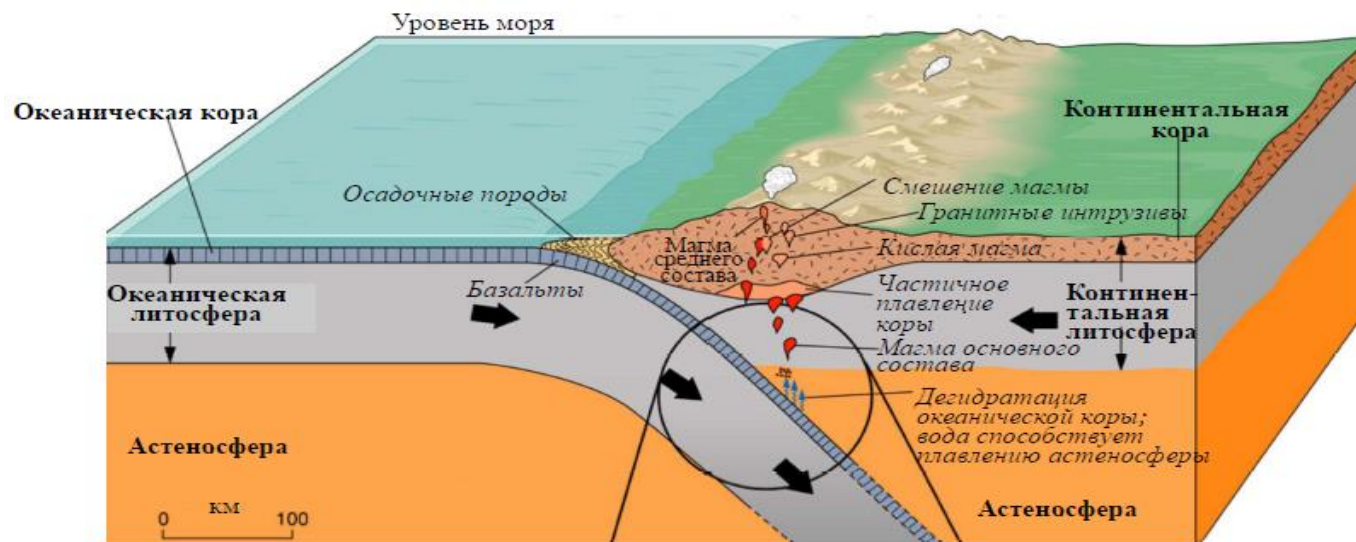 Уровень моря
Океаническая кора
Континентальная
кора
Осадочные породы
Смешение магмы
Гранитные интрузивы
Магма
среднего
состава
Кислая магма
Базальты
Частичное
плавление
коры
Океаническая
литосфера
Континен-
тальная
литосфера
Магма основного
состава
Дегидратация
океанической коры;
вода способствует
плавлению астеносферы
Астеносфера
Астеносфера
км
0 100